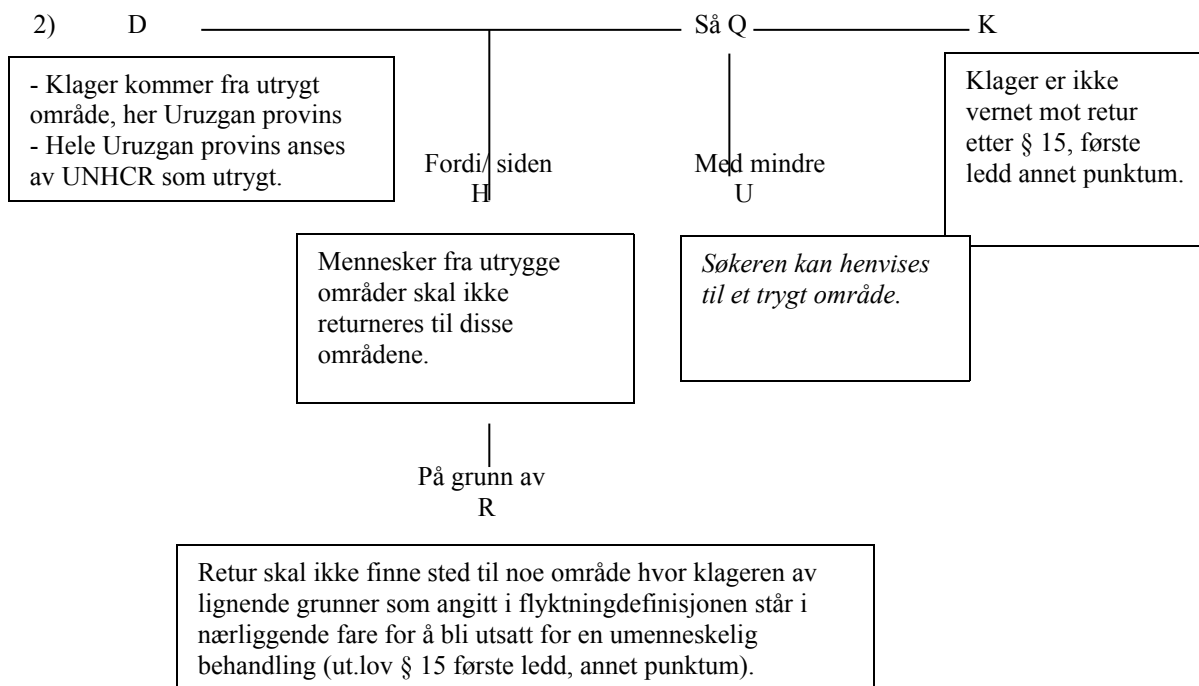 2) D Så Q K
- Klager kommer fra utrygt
område, her Uruzgan provins
- Hele Uruzgan provins anses
av UNHCR som utrygt.
Klager er ikke
vernet mot retur
etter § 15, første
ledd annet punktum.
Fordi/ siden
H
Med mindre
U
Mennesker fra utrygge
områder skal ikke
returneres til disse
områdene.
Søkeren kan henvises
til et trygt område.
På grunn av
R
Retur skal ikke finne sted til noe område hvor klageren av
lignende grunner som angitt i flyktningdefinisjonen står i
nærliggende fare for å bli utsatt for en umenneskelig
behandling (ut.lov § 15 første ledd, annet punktum).